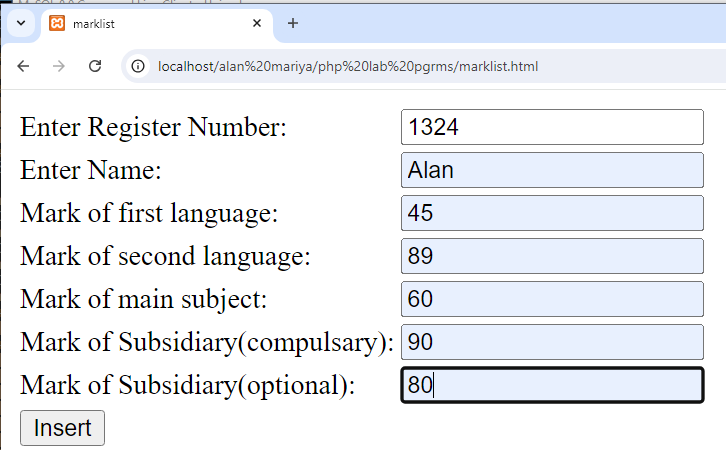 marklist
localhost/alan%20mariya/php%20lab%20pgrms/marklist.html
Enter Register Number: 1324
Enter Name: Alan
Mark of first language: 45
Mark of second language: 89
Mark of main subject: 60
Mark of Subsidiary(compulsary): 90
Mark of Subsidiary(optional): 80
Insert